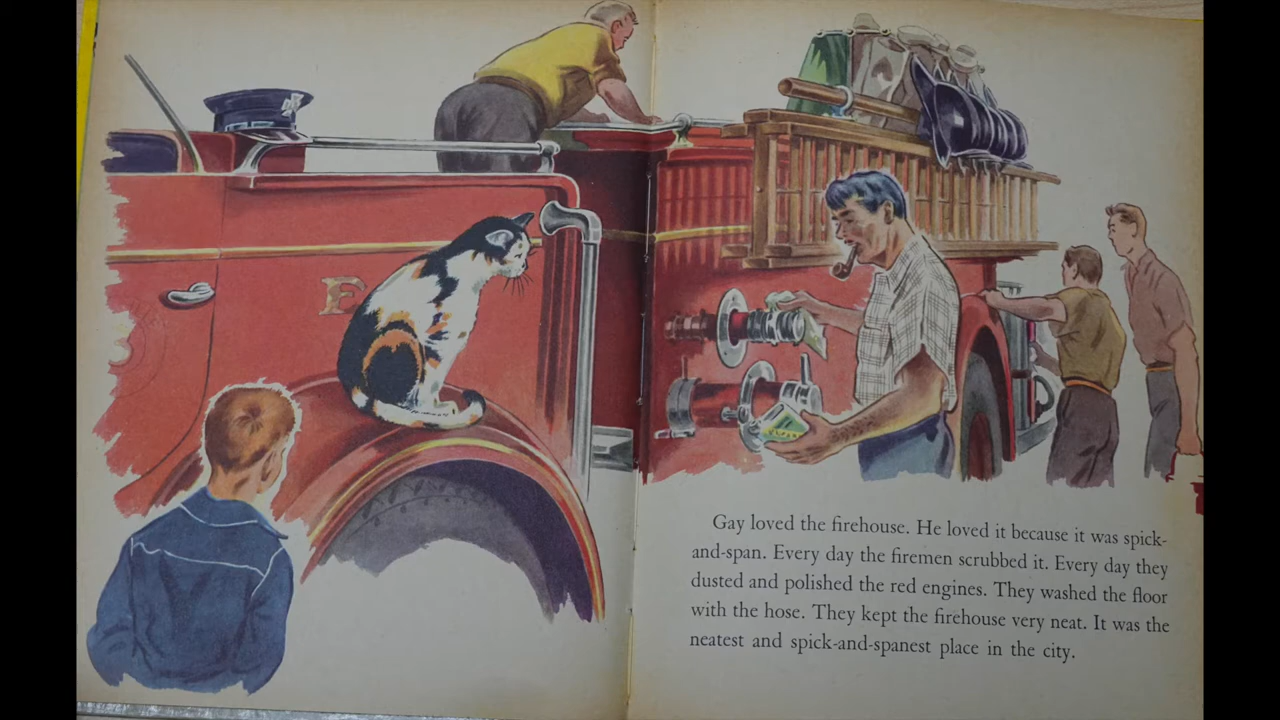 F
Gay loved the firehouse. He loved it because it was spick-
and-span. Every day the firemen scrubbed it. Every day they
dusted and polished the red engines. They washed the floor
with the hose. They kept the firehouse very neat. It was the
neatest and spick-and-spanest place in the city.